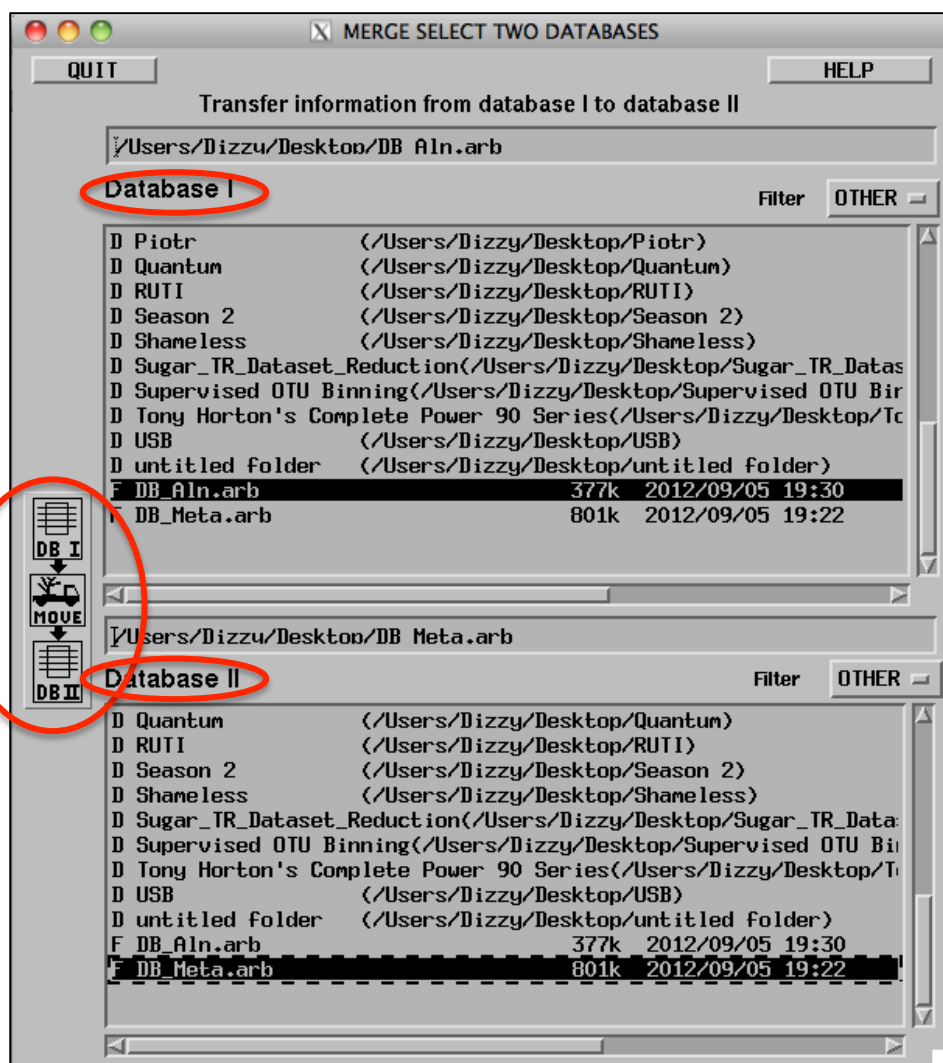 MERGE SELECT TWO DATABASES
QUIT HELP
Transfer information from database I to database II
/Users/Dizzy/Desktop/DB_Aln.arb
Database I Filter OTHER
D Piotr (/Users/Dizzy/Desktop/Piotr)
D Quantum (/Users/Dizzy/Desktop/Quantum)
D RUTI (/Users/Dizzy/Desktop/RUTI)
D Season 2 (/Users/Dizzy/Desktop/Season 2)
D Shameless (/Users/Dizzy/Desktop/Shameless)
D Sugar_TR_Dataset_Reduction(/Users/Dizzy/Desktop/Sugar_TR_Datas
D Supervised OTU Binning(/Users/Dizzy/Desktop/Supervised OTU Bin
D Tony Horton's Complete Power 90 Series(/Users/Dizzy/Desktop/To
D USB (/Users/Dizzy/Desktop/USB)
D untitled folder (/Users/Dizzy/Desktop/untitled folder)
F DB_Aln.arb 377k 2012/09/05 19:30
F DB_Meta.arb 801k 2012/09/05 19:22
DB I
MOVE
DB II
/Users/Dizzy/Desktop/DB_Meta.arb
Database II Filter OTHER
D Quantum (/Users/Dizzy/Desktop/Quantum)
D RUTI (/Users/Dizzy/Desktop/RUTI)
D Season 2 (/Users/Dizzy/Desktop/Season 2)
D Shameless (/Users/Dizzy/Desktop/Shameless)
D Sugar_TR_Dataset_Reduction(/Users/Dizzy/Desktop/Sugar_TR_Data
D Supervised OTU Binning(/Users/Dizzy/Desktop/Supervised OTU Bi
D Tony Horton's Complete Power 90 Series(/Users/Dizzy/Desktop/T
D USB (/Users/Dizzy/Desktop/USB)
D untitled folder (/Users/Dizzy/Desktop/untitled folder)
F DB_Aln.arb 377k 2012/09/05 19:30
F DB_Meta.arb 801k 2012/09/05 19:22